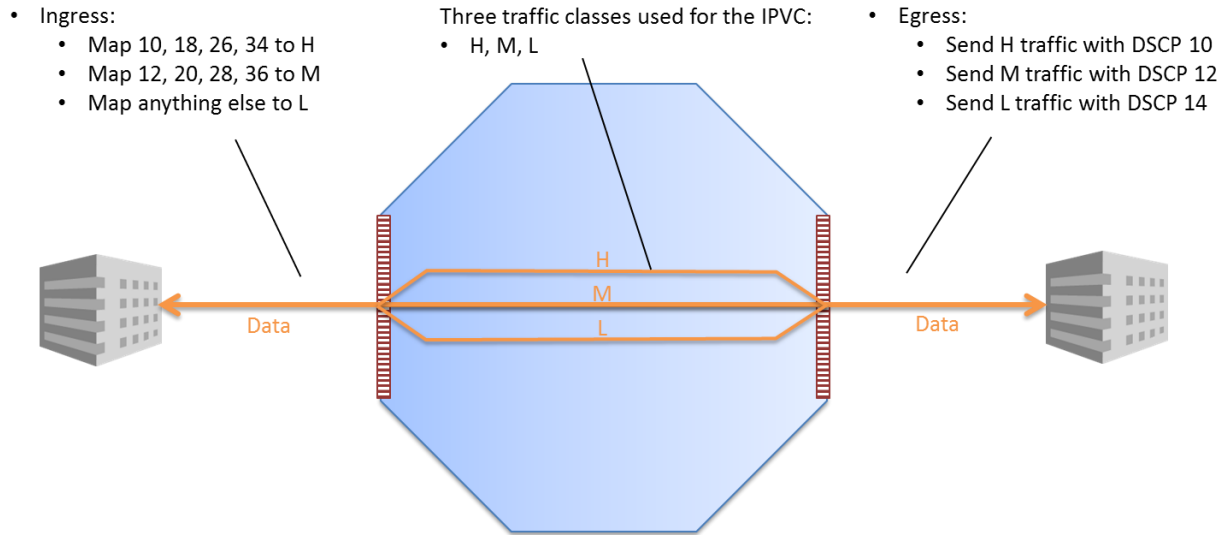 • Ingress:
• Map 10, 18, 26, 34 to H
• Map 12, 20, 28, 36 to M
• Map anything else to L
Three traffic classes used for the IPVC:
• H, M, L
• Egress:
• Send H traffic with DSCP 10
• Send M traffic with DSCP 12
• Send L traffic with DSCP 14
H
M
L
Data
Data